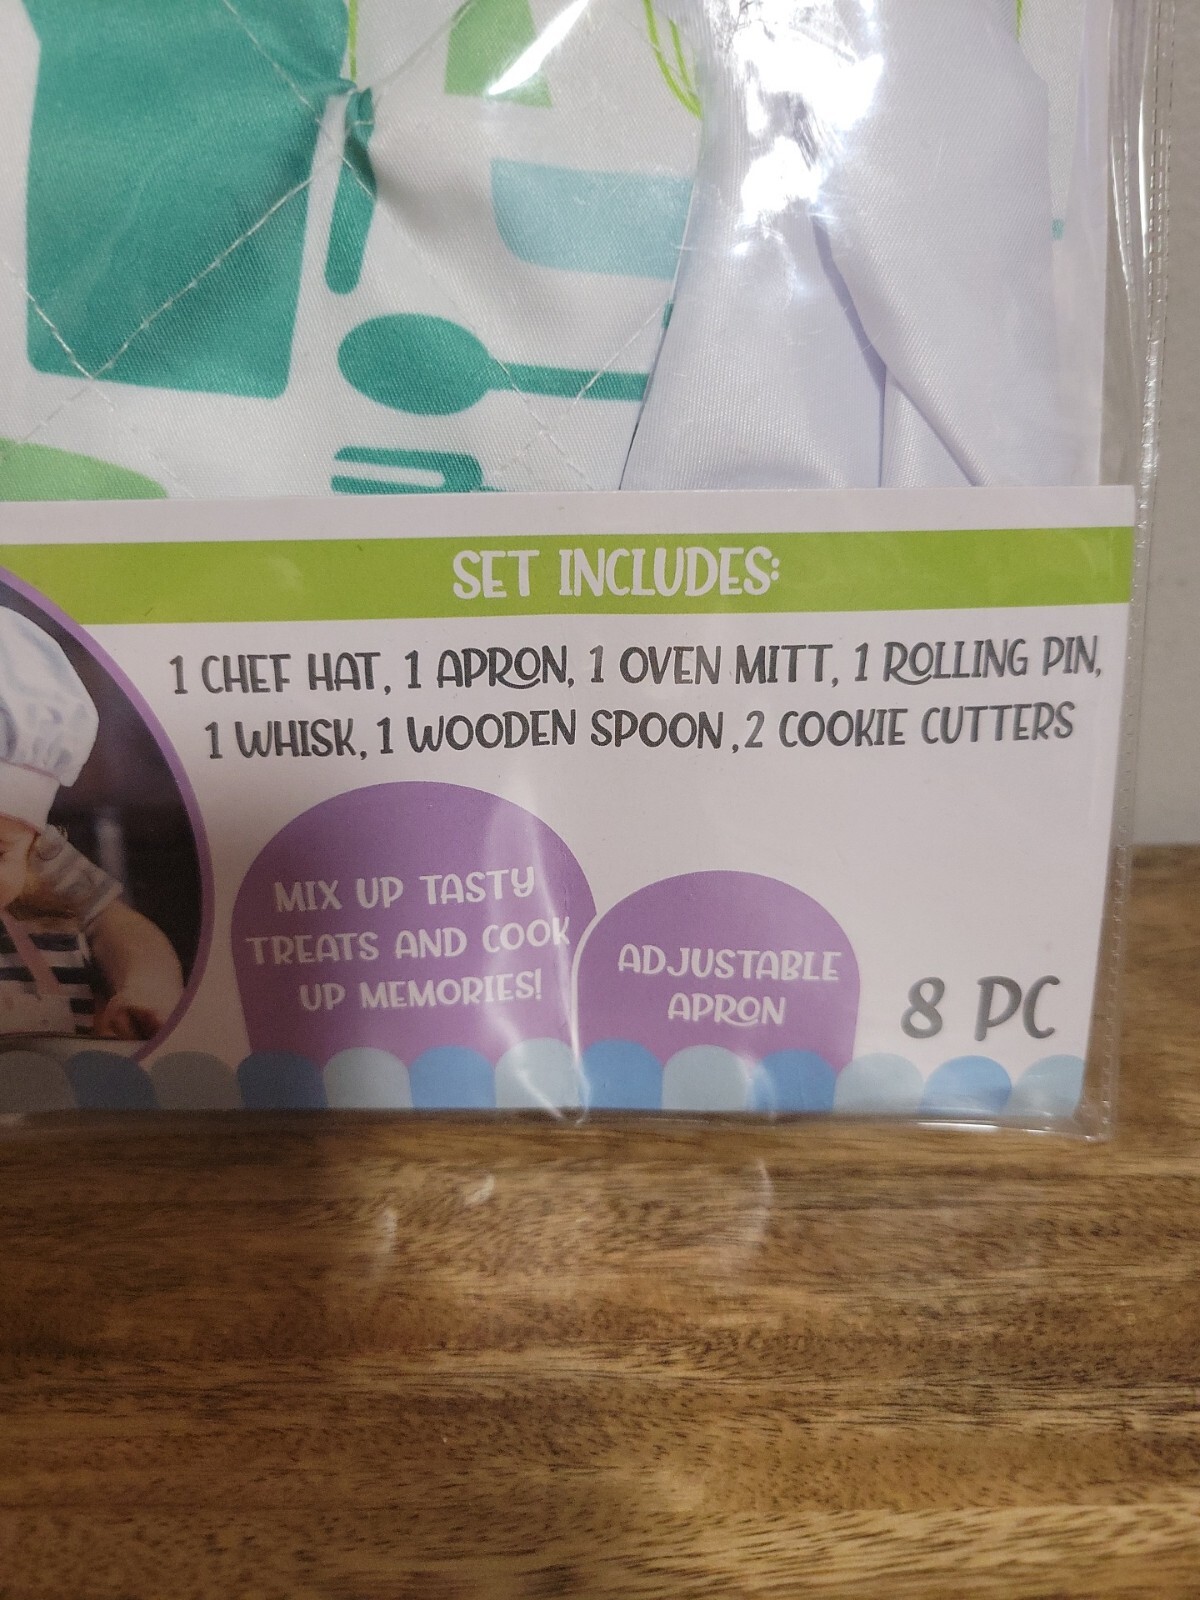 SET INCLUDES:
1 CHEF HAT, 1 APRON, 1 OVEN MITT, 1 ROLLING PIN,
1 WHISK, 1 WOODEN SPOON, 2 COOKIE CUTTERS
MIX UP TASTY
TREATS AND COOK
UP MEMORIES!
ADJUSTABLE
APRON
8 PC